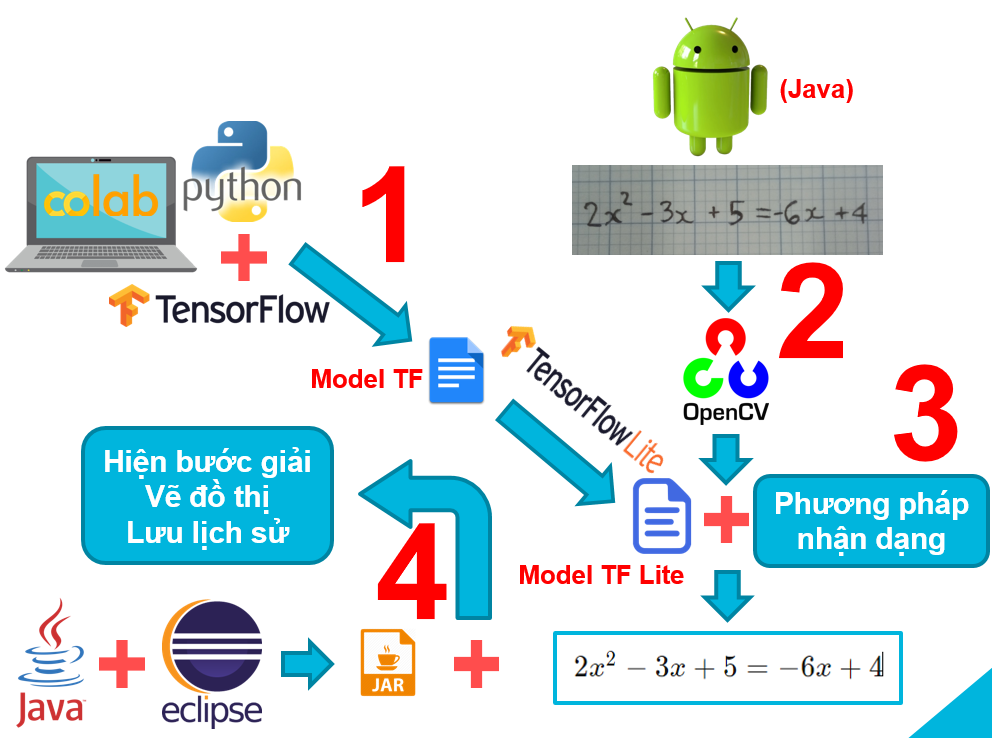 (Java)
colab
python
1
2x² - 3x + 5 = -6x + 4
TensorFlow
2
Model TF
TensorFlow Lite
OpenCV
3
Hiện bước giải
Vẽ đồ thị
Lưu lịch sử
Phương pháp
nhận dạng
4
Model TF Lite
Java
eclipse
JAR
2x² − 3x + 5 = −6x + 4